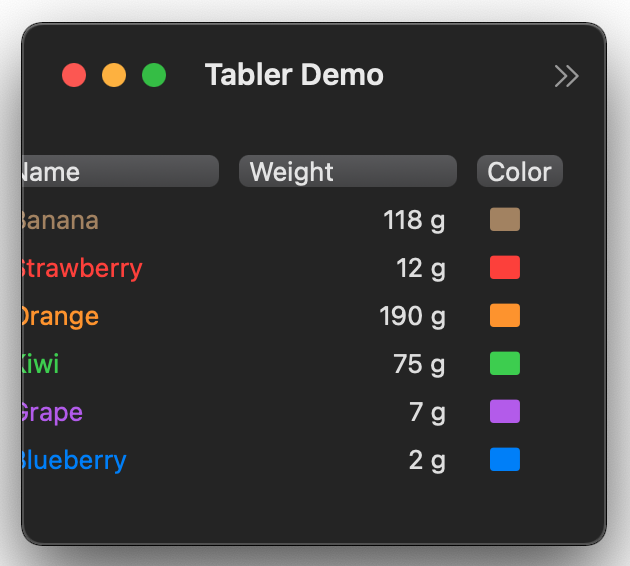 Tabler Demo
Name Weight Color
Banana 118 g
Strawberry 12 g
Orange 190 g
Kiwi 75 g
Grape 7 g
Blueberry 2 g